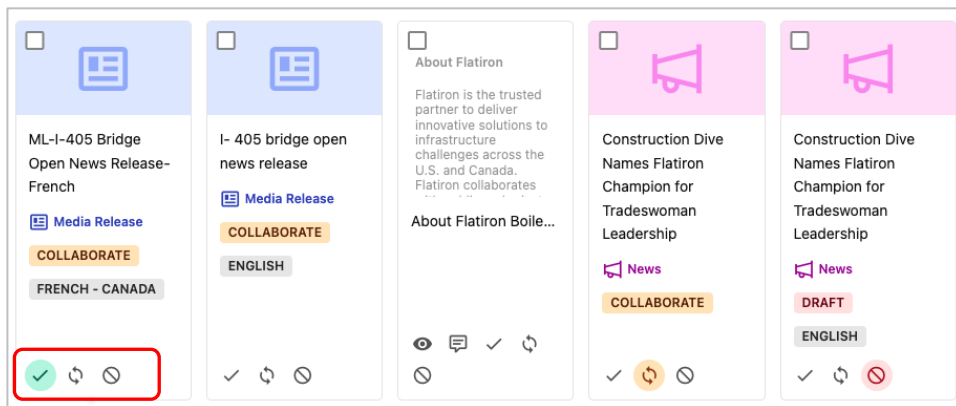 ML-I-405 Bridge
Open News Release-
French
Media Release
COLLABORATE
FRENCH - CANADA
I- 405 bridge open
news release
Media Release
COLLABORATE
ENGLISH
About Flatiron
Flatiron is the trusted
partner to deliver
innovative solutions to
infrastructure
challenges across the
U.S. and Canada.
Flatiron collaborates
About Flatiron Boile...
Construction Dive
Names Flatiron
Champion for
Tradeswoman
Leadership
News
COLLABORATE
Construction Dive
Names Flatiron
Champion for
Tradeswoman
Leadership
News
DRAFT
ENGLISH